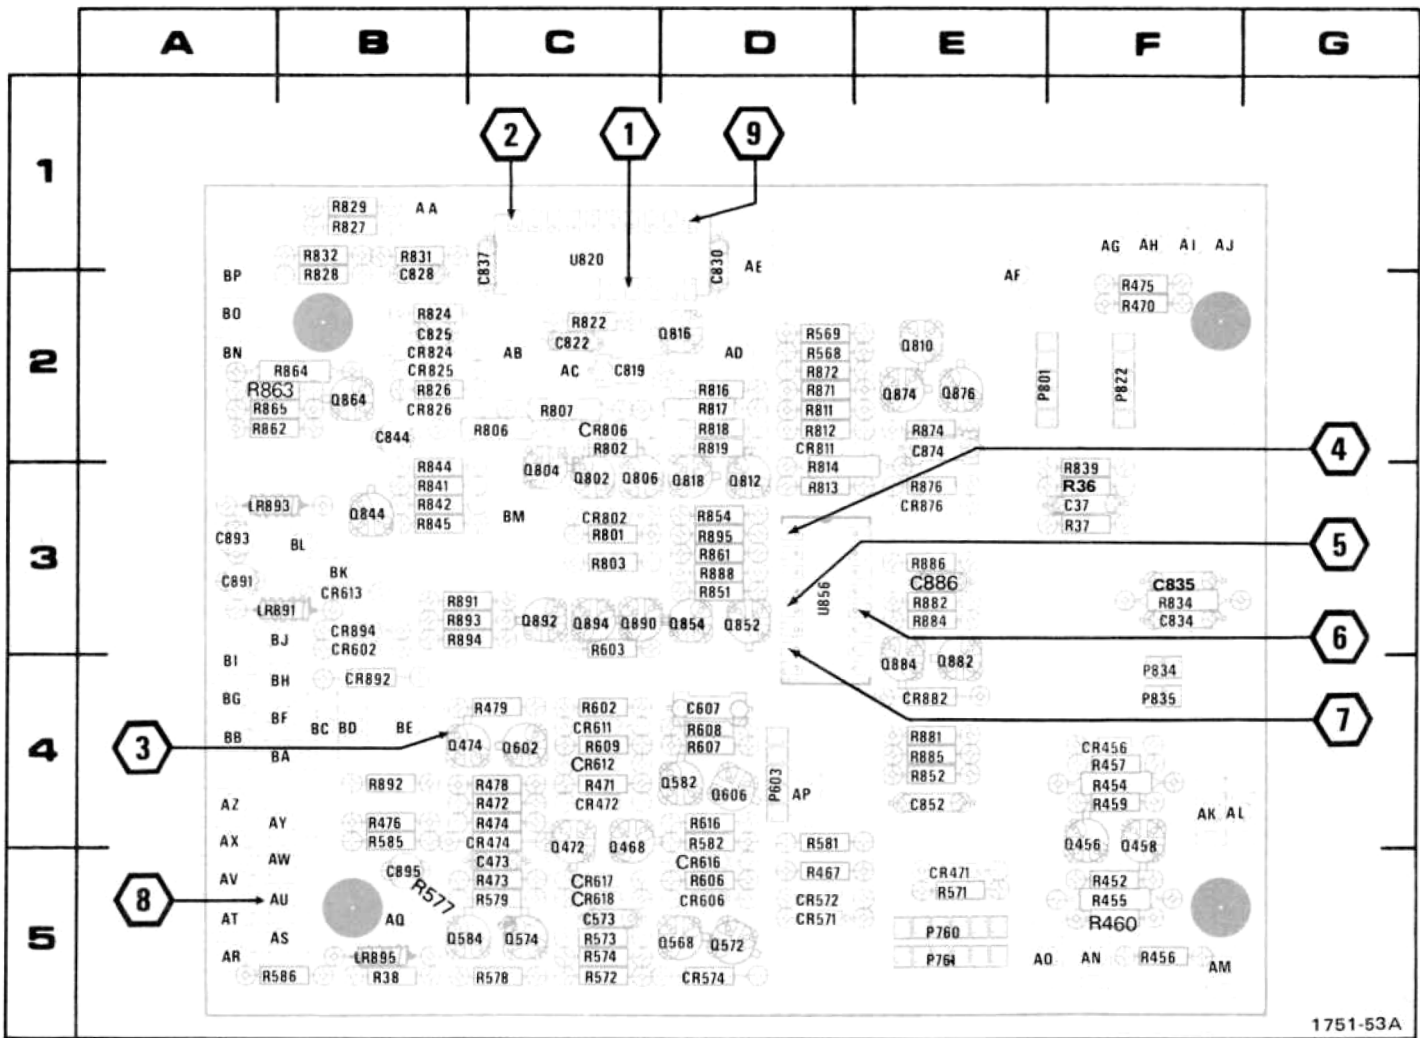 A B C D E F G
2 1 9
1
R829 AA
R827
AG AH AI AJ
R832 R831 C837 U820 C830 AE
BP R828 C828 AF R475
R470
BO R824 R822 Q816 R569 Q810
C825 C822
BN CR824 AB AD R568
2
R864 CR825 AC C819 R872 P801 P822
R863 Q864 R826 R816 R871 Q874 Q876
R865 CR826 R807 R817 R811
R862 C844 R806 CR806 R818 R812 R874
R802 R819 CR811 C874 4
R844 Q804 Q802 Q806 Q818 Q812 R814 R839
R841 R813 R876 R36
LR893 Q844 R842 CR876 C37
BM CR802 R854 R37
R845 R801 R895
C893 BL R861 5
3
R803 R886
BK R888 C886 C835
C891 CR613 R851 U856
LR891 R891 R882 R834
R893 Q892 Q894 Q890 Q854 Q852 R884 C834
BJ CR894 R894 6
CR602 R603
BI Q884 Q882 P834
BH CR892
BG CR882 P835
R479 R602 C607
BF BC BD BE CR611 R608 7
BB R881
3 Q474 Q602 R609 R607 CR456
4
BA CR612 R885 R457
R892 R478 R471 Q582 Q606 P603 AP R852 R454
AZ R472 CR472 C852 R459 AK AL
AY R476 R474 R616
AX R585 CR474 Q472 Q468 R582 R581 Q456 Q458
AW C473 CR616
C895 R467 CR471
AV R577 R473 CR617 R606 R571 R452
8 AU R579 CR618 CR606 CR572 R455
AT AQ C573 CR571 R460
5
AS Q584 Q574 R573 Q568 Q572 P760
AR LR895 R574 P761 AO AN R456 AM
R586 R38 R578 R572 CR574
1751-53A